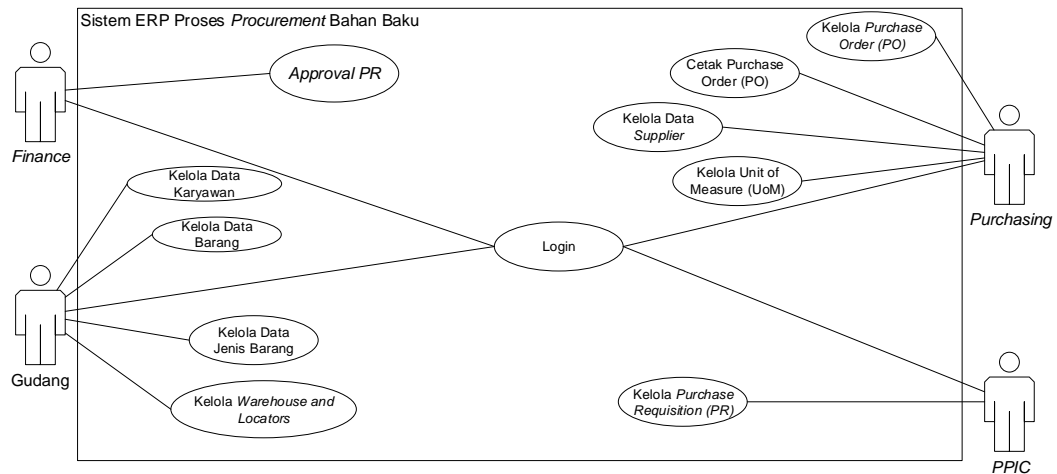 Sistem ERP Proses Procurement Bahan Baku
Kelola Purchase
Order (PO)
Approval PR
Cetak Purchase
Order (PO)
Kelola Data
Supplier
Finance
Kelola Data
Karyawan
Kelola Unit of
Measure (UoM)
Purchasing
Kelola Data
Barang
Login
Kelola Data
Jenis Barang
Gudang
Kelola Warehouse and
Locators
Kelola Purchase
Requisition (PR)
PPIC